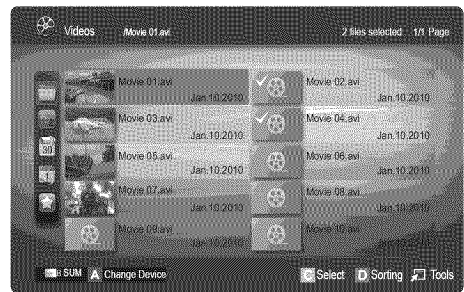 Videos /Movie 01.avi 2 files selected 1/1 Page
Movie 01.avi Movie 02.avi
Jan.10.2010 Jan.10.2010
Movie 03.avi Movie 04.avi
Jan.10.2010 Jan.10.2010
30
Movie 05.avi Movie 06.avi
Jan.10.2010 Jan.10.2010
Movie 07.avi Movie 08.avi
Jan.10.2010 Jan.10.2010
Movie 09.avi Movie 10.avi
Jan.10.2010 Jan.10.2010
SUM A Change Device C Select D Sorting Tools